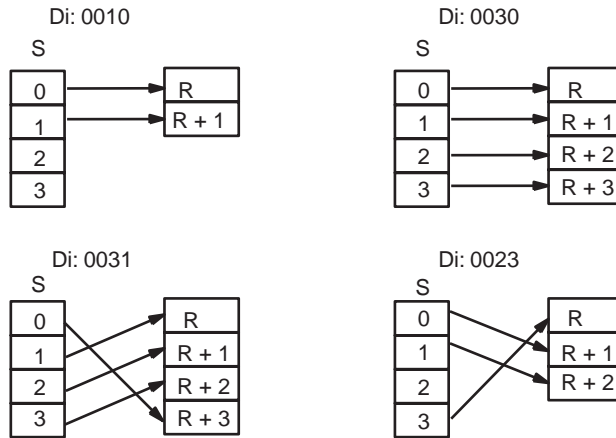 Di: 0010
S
0
1
2
3
R
R + 1
Di: 0030
S
0
1
2
3
R
R + 1
R + 2
R + 3
Di: 0031
S
0
1
2
3
R
R + 1
R + 2
R + 3
Di: 0023
S
0
1
2
3
R
R + 1
R + 2